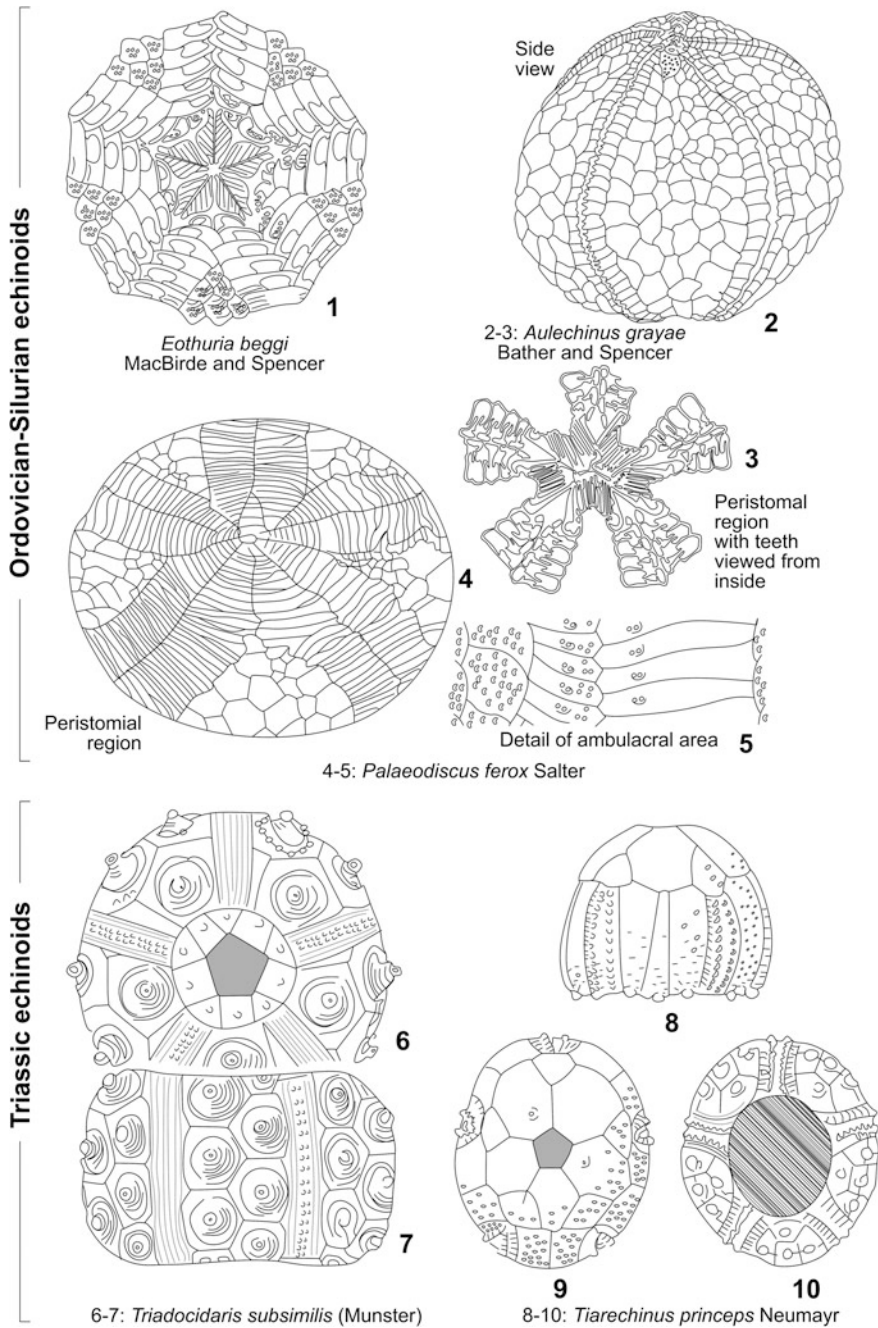 Ordovician-Silurian echinoids
1
Eothuria beggi
MacBirde and Spencer
Side
view
2
2-3: Aulechinus grayae
Bather and Spencer
3
Peristomal
region
with teeth
viewed from
inside
4
Peristomial
region
Detail of ambulacral area
5
4-5: Palaeodiscus ferox Salter
Triassic echinoids
6
7
6-7: Triadocidaris subsimilis (Munster)
8
9
10
8-10: Tiarechinus princeps Neumayr